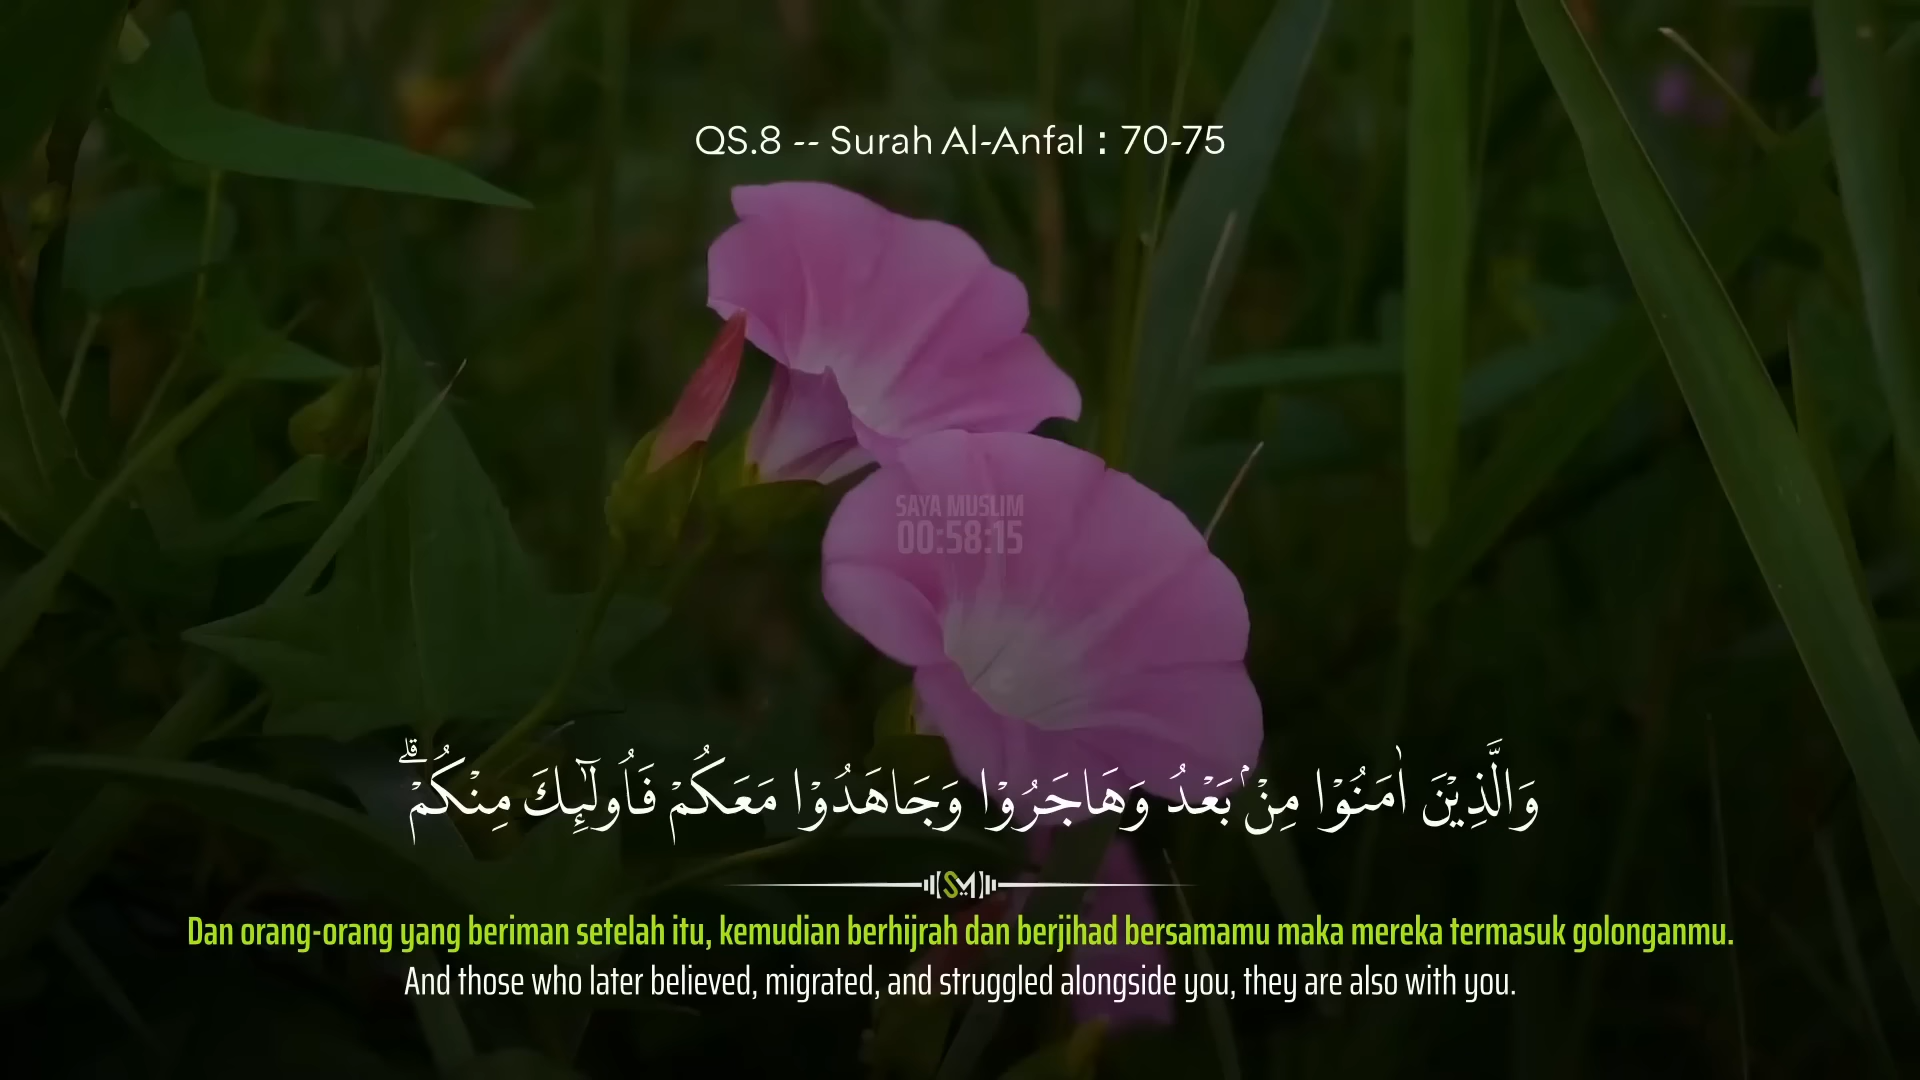 QS.8 -- Surah Al-Anfal : 70-75
SAYA MUSLIM
00:58:15
وَالَّذِيْنَ اٰمَنُوْا مِنْۢ بَعْدُ وَهَاجَرُوْا وَجَاهَدُوْا مَعَكُمْ فَاُولٰۤىِٕكَ مِنْكُمْۗ
SM
Dan orang-orang yang beriman setelah itu, kemudian berhijrah dan berjihad bersamamu maka mereka termasuk golonganmu.
And those who later believed, migrated, and struggled alongside you, they are also with you.